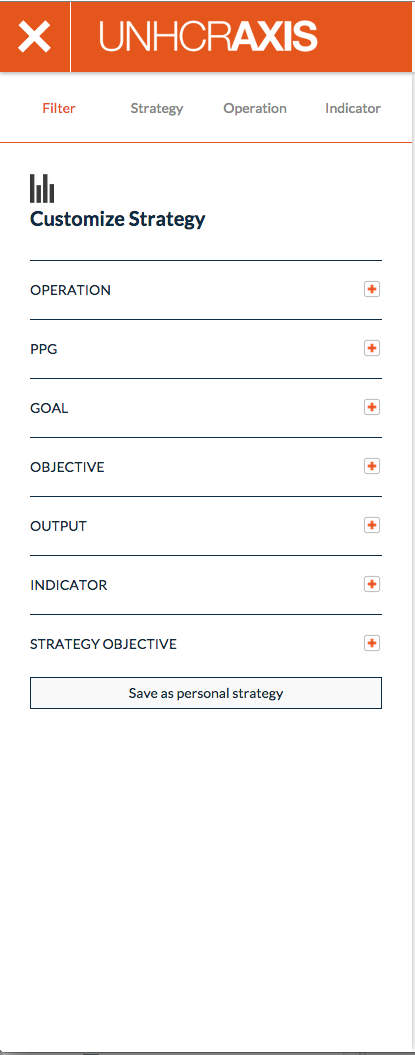 UNHCRAXIS
Filter Strategy Operation Indicator
Customize Strategy
OPERATION
PPG
GOAL
OBJECTIVE
OUTPUT
INDICATOR
STRATEGY OBJECTIVE
Save as personal strategy